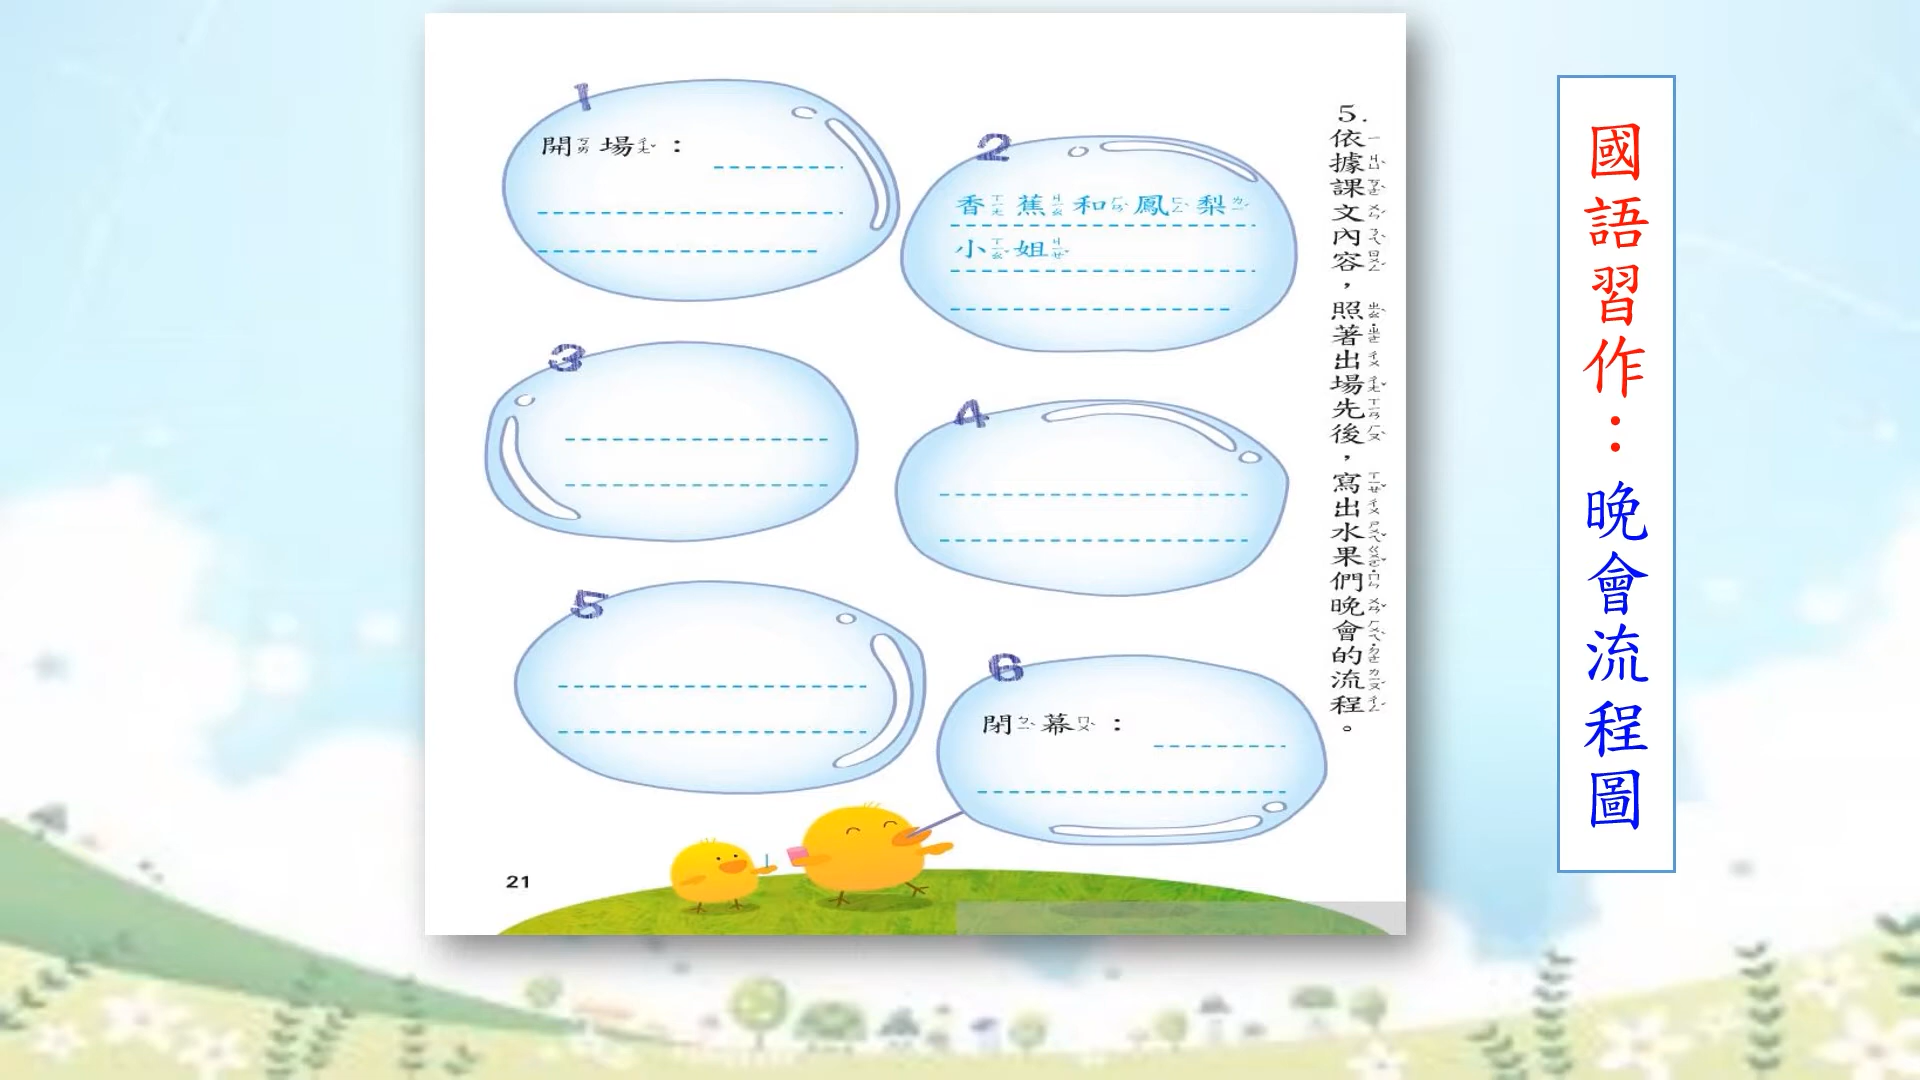 國語習作：晚會流程圖
5.依據課文內容，照著出場先後，寫出水果們晚會的流程。
1
開場：
2
香蕉和鳳梨
小姐
3
4
5
6
閉幕：
21